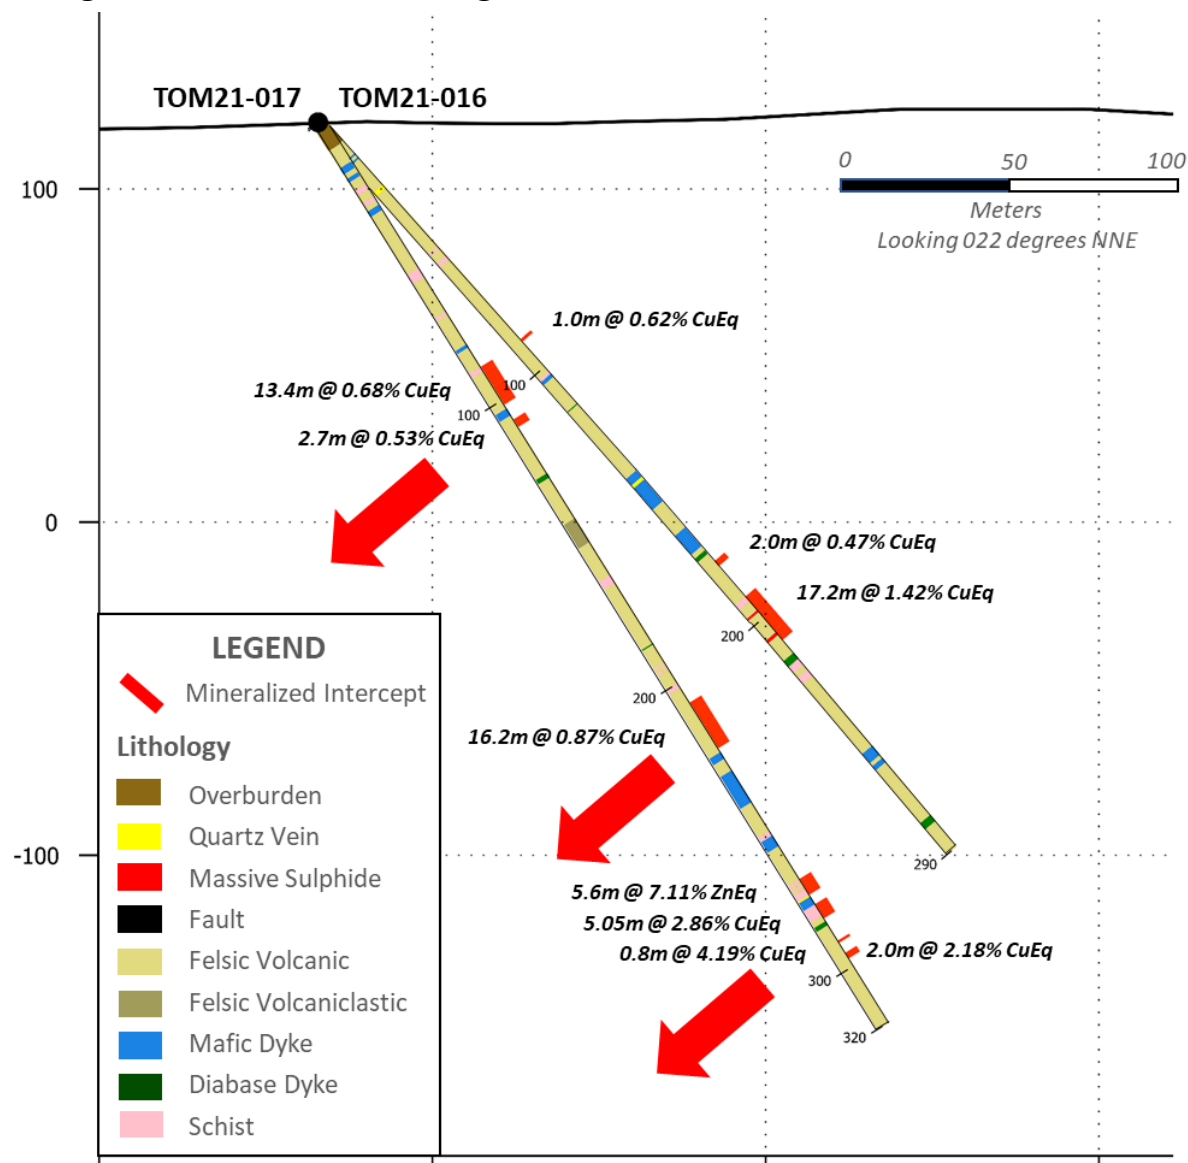 TOM21-017 TOM21-016
0 50 100
Meters
Looking 022 degrees NNE
100
0
-100
1.0m @ 0.62% CuEq
13.4m @ 0.68% CuEq
100
100
2.7m @ 0.53% CuEq
2.0m @ 0.47% CuEq
17.2m @ 1.42% CuEq
200
200
16.2m @ 0.87% CuEq
290
5.6m @ 7.11% ZnEq
5.05m @ 2.86% CuEq
0.8m @ 4.19% CuEq
2.0m @ 2.18% CuEq
300
320
LEGEND
Mineralized Intercept
Lithology
Overburden
Quartz Vein
Massive Sulphide
Fault
Felsic Volcanic
Felsic Volcaniclastic
Mafic Dyke
Diabase Dyke
Schist